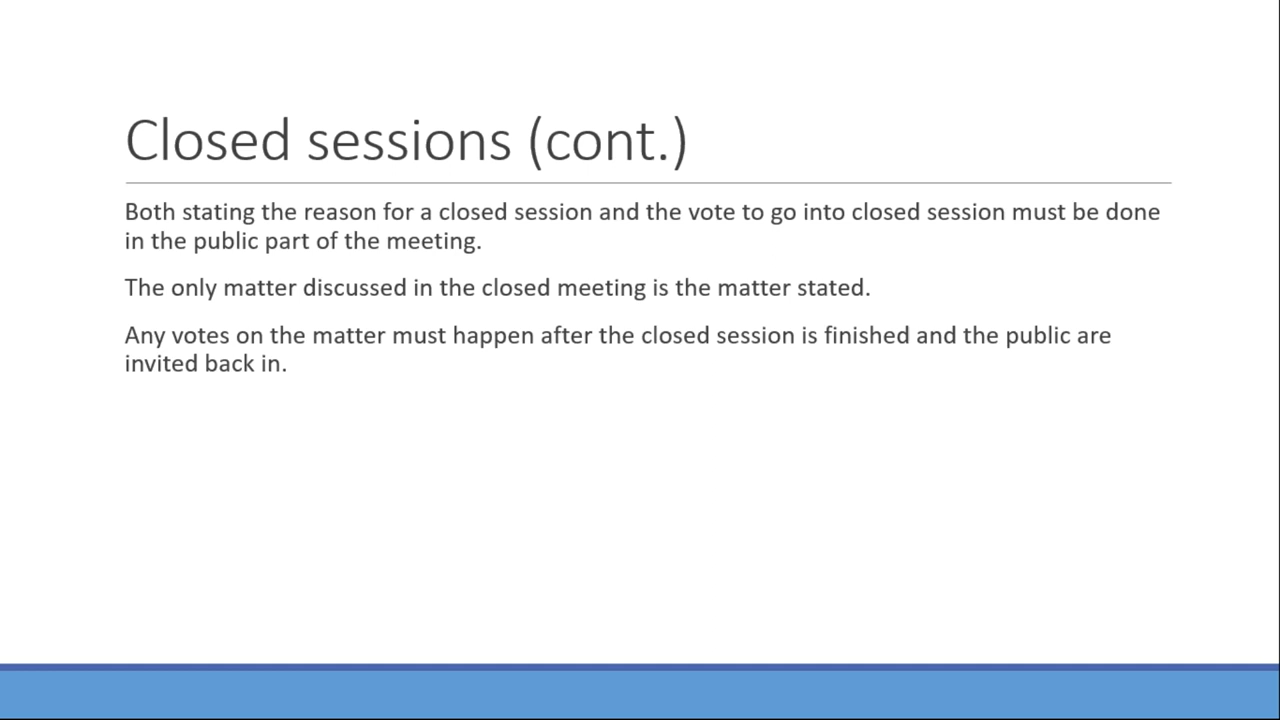 Closed sessions (cont.)
Both stating the reason for a closed session and the vote to go into closed session must be done
in the public part of the meeting.
The only matter discussed in the closed meeting is the matter stated.
Any votes on the matter must happen after the closed session is finished and the public are
invited back in.